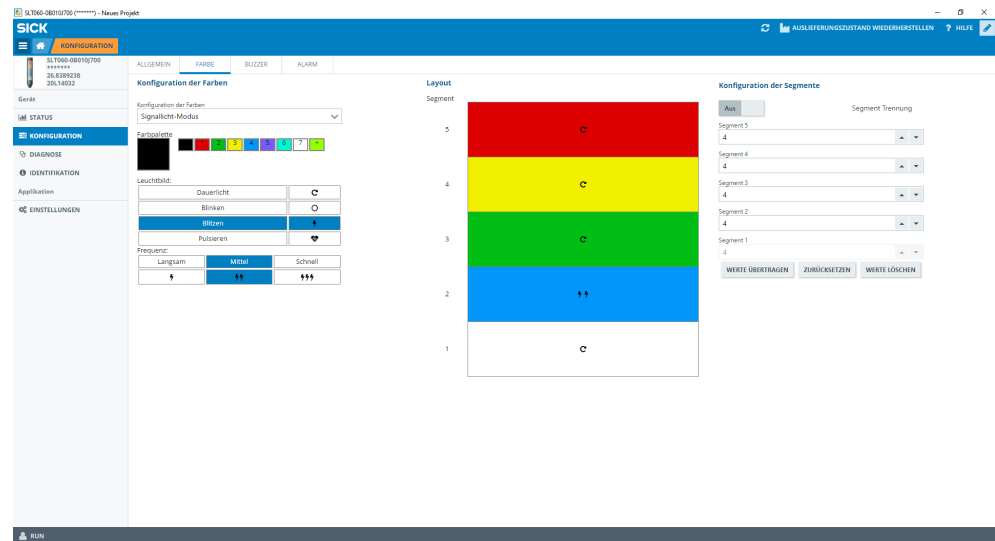 SLT060-0B010J700 (*******) - Neues Projekt
SICK
AUSLIEFERUNGSZUSTAND WIEDERHERSTELLEN
? HILFE
KONFIGURATION
SLT060-0B010J700
*******
26.8389238
20L14032
Gerät
STATUS
KONFIGURATION
DIAGNOSE
IDENTIFIKATION
Applikation
EINSTELLUNGEN
ALLGEMEIN FARBE BUZZER ALARM
Konfiguration der Farben
Konfiguration der Farben
Signallicht-Modus
Farbpalette
1 2 3 4 5 6 7 *
Leuchtbild:
Dauerlicht
Blinken
Blitzen
Pulsieren
Frequenz:
Langsam Mittel Schnell
Layout
Segment
5
4
3
2
1
Konfiguration der Segmente
Aus
Segment Trennung
Segment 5
4
Segment 4
4
Segment 3
4
Segment 2
4
Segment 1
4
WERTE ÜBERTRAGEN ZURÜCKSETZEN WERTE LÖSCHEN
RUN